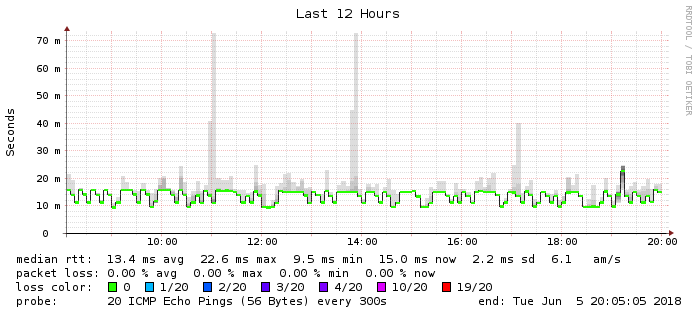 Last 12 Hours
RRDTOOL / TOBI OETIKER
Seconds
70 m
60 m
50 m
40 m
30 m
20 m
10 m
0
10:00 12:00 14:00 16:00 18:00 20:00
median rtt: 13.4 ms avg 22.6 ms max 9.5 ms min 15.0 ms now 2.2 ms sd 6.1 am/s
packet loss: 0.00 % avg 0.00 % max 0.00 % min 0.00 % now
loss color: 0 1/20 2/20 3/20 4/20 10/20 19/20
probe: 20 ICMP Echo Pings (56 Bytes) every 300s end: Tue Jun 5 20:05:05 2018